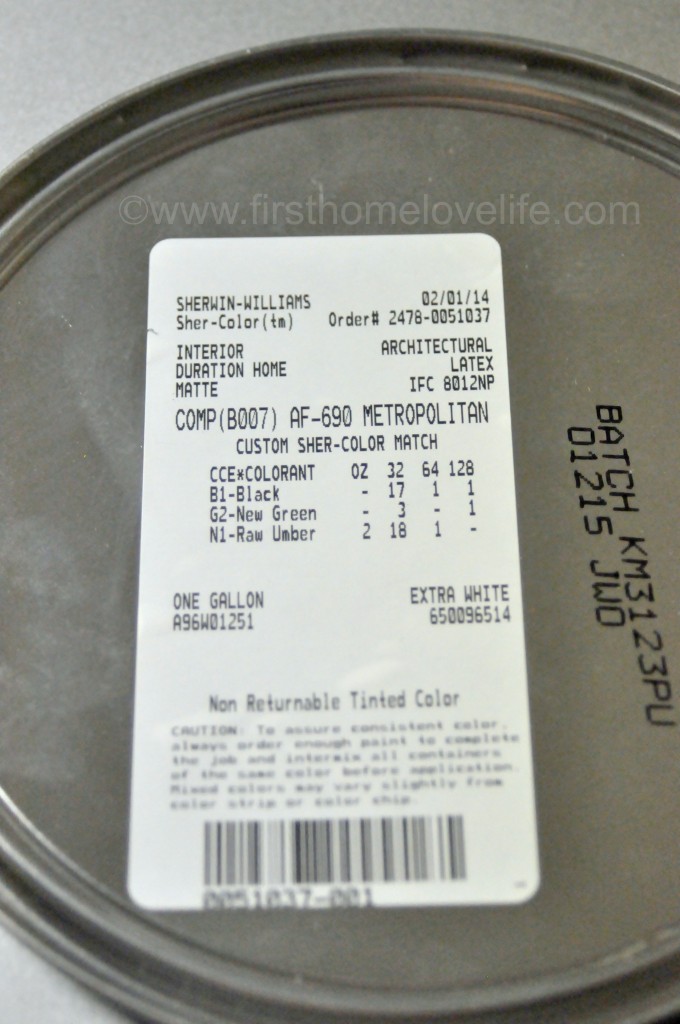 ©www.firsthomelovelife.com
SHERWIN-WILLIAMS 02/01/14
Sher-Color(tm) Order# 2478-0051037
INTERIOR ARCHITECTURAL
DURATION HOME LATEX
MATTE IFC 8012NP
COMP(B007) AF-690 METROPOLITAN
CUSTOM SHER-COLOR MATCH
CCE*COLORANT OZ 32 64 128
B1-Black - 17 1 1
G2-New Green - 3 - 1
N1-Raw Umber 2 18 1 -
ONE GALLON EXTRA WHITE
A96W01251 650096514
Non Returnable Tinted Color
CAUTION: To assure consistent color,
always order enough paint to complete
the job and intermix all containers
of the same color before application.
Mixed colors may vary slightly from
color strip or color chip.
0051037-001
BATCH KM3123PU
01215 JWO